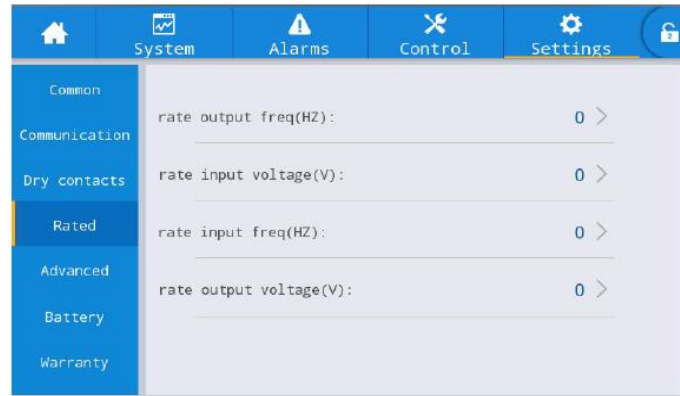 System Alarms Control Settings
Common
Communication
Dry contacts
Rated
Advanced
Battery
Warranty
rate output freq(HZ): 0
rate input voltage(V): 0
rate input freq(HZ): 0
rate output voltage(V): 0